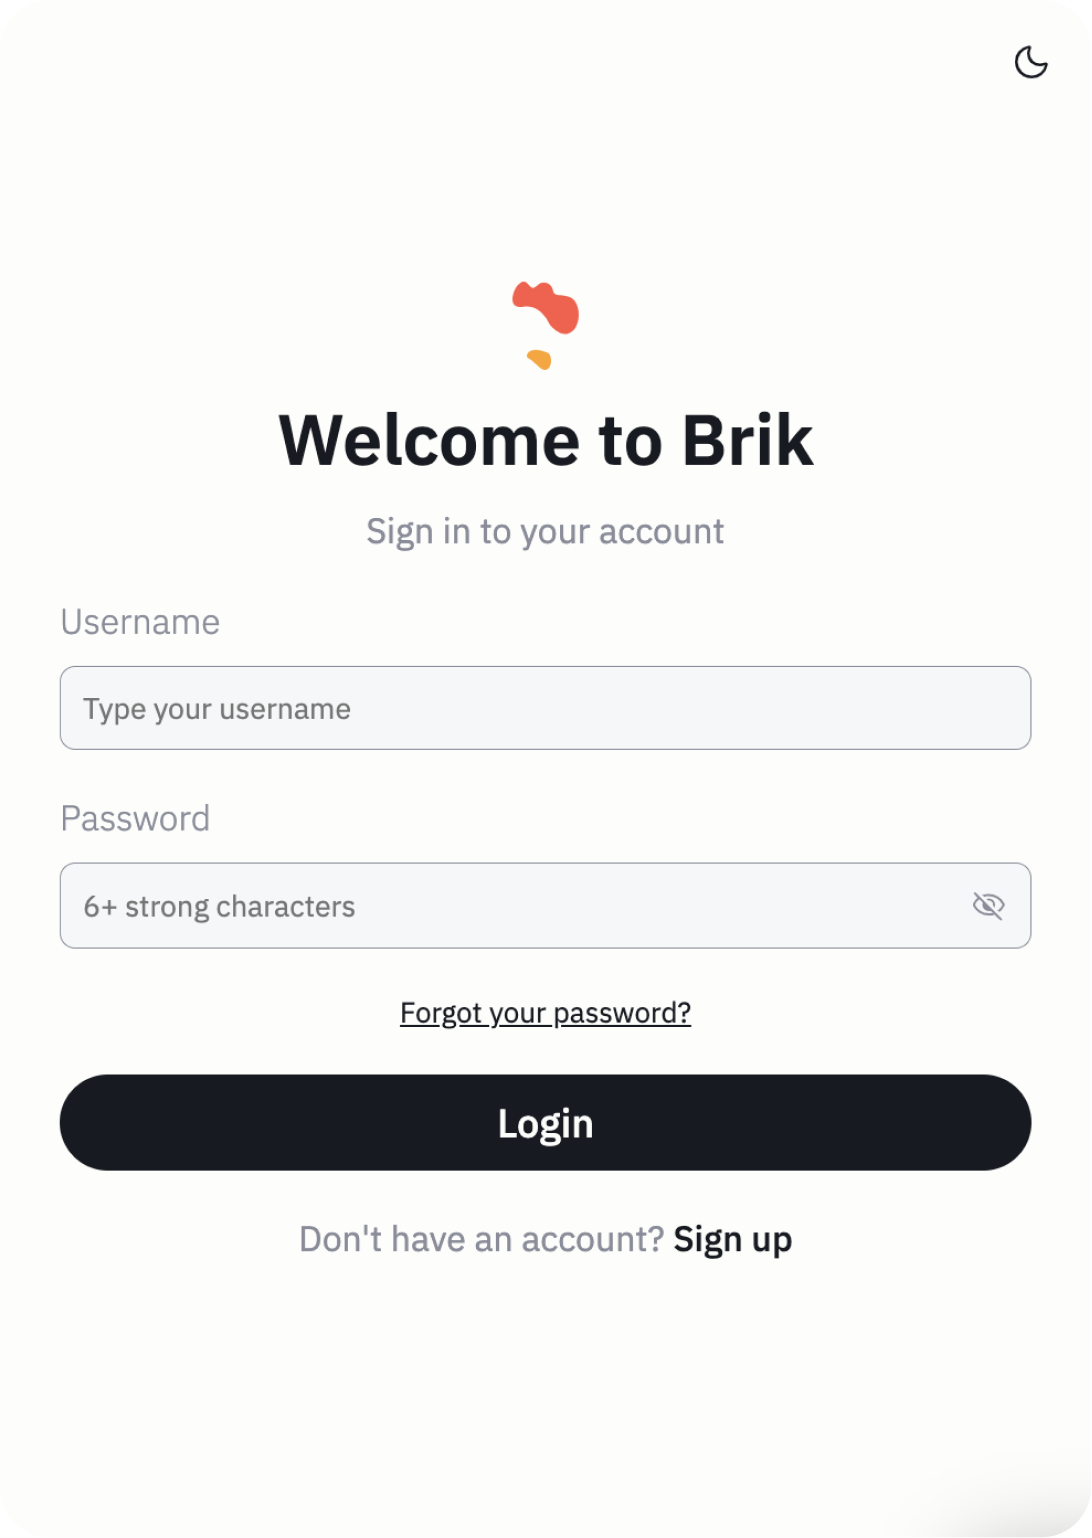 Welcome to Brik
Sign in to your account
Username
Type your username
Password
6+ strong characters
Forgot your password?
Login
Don't have an account? Sign up